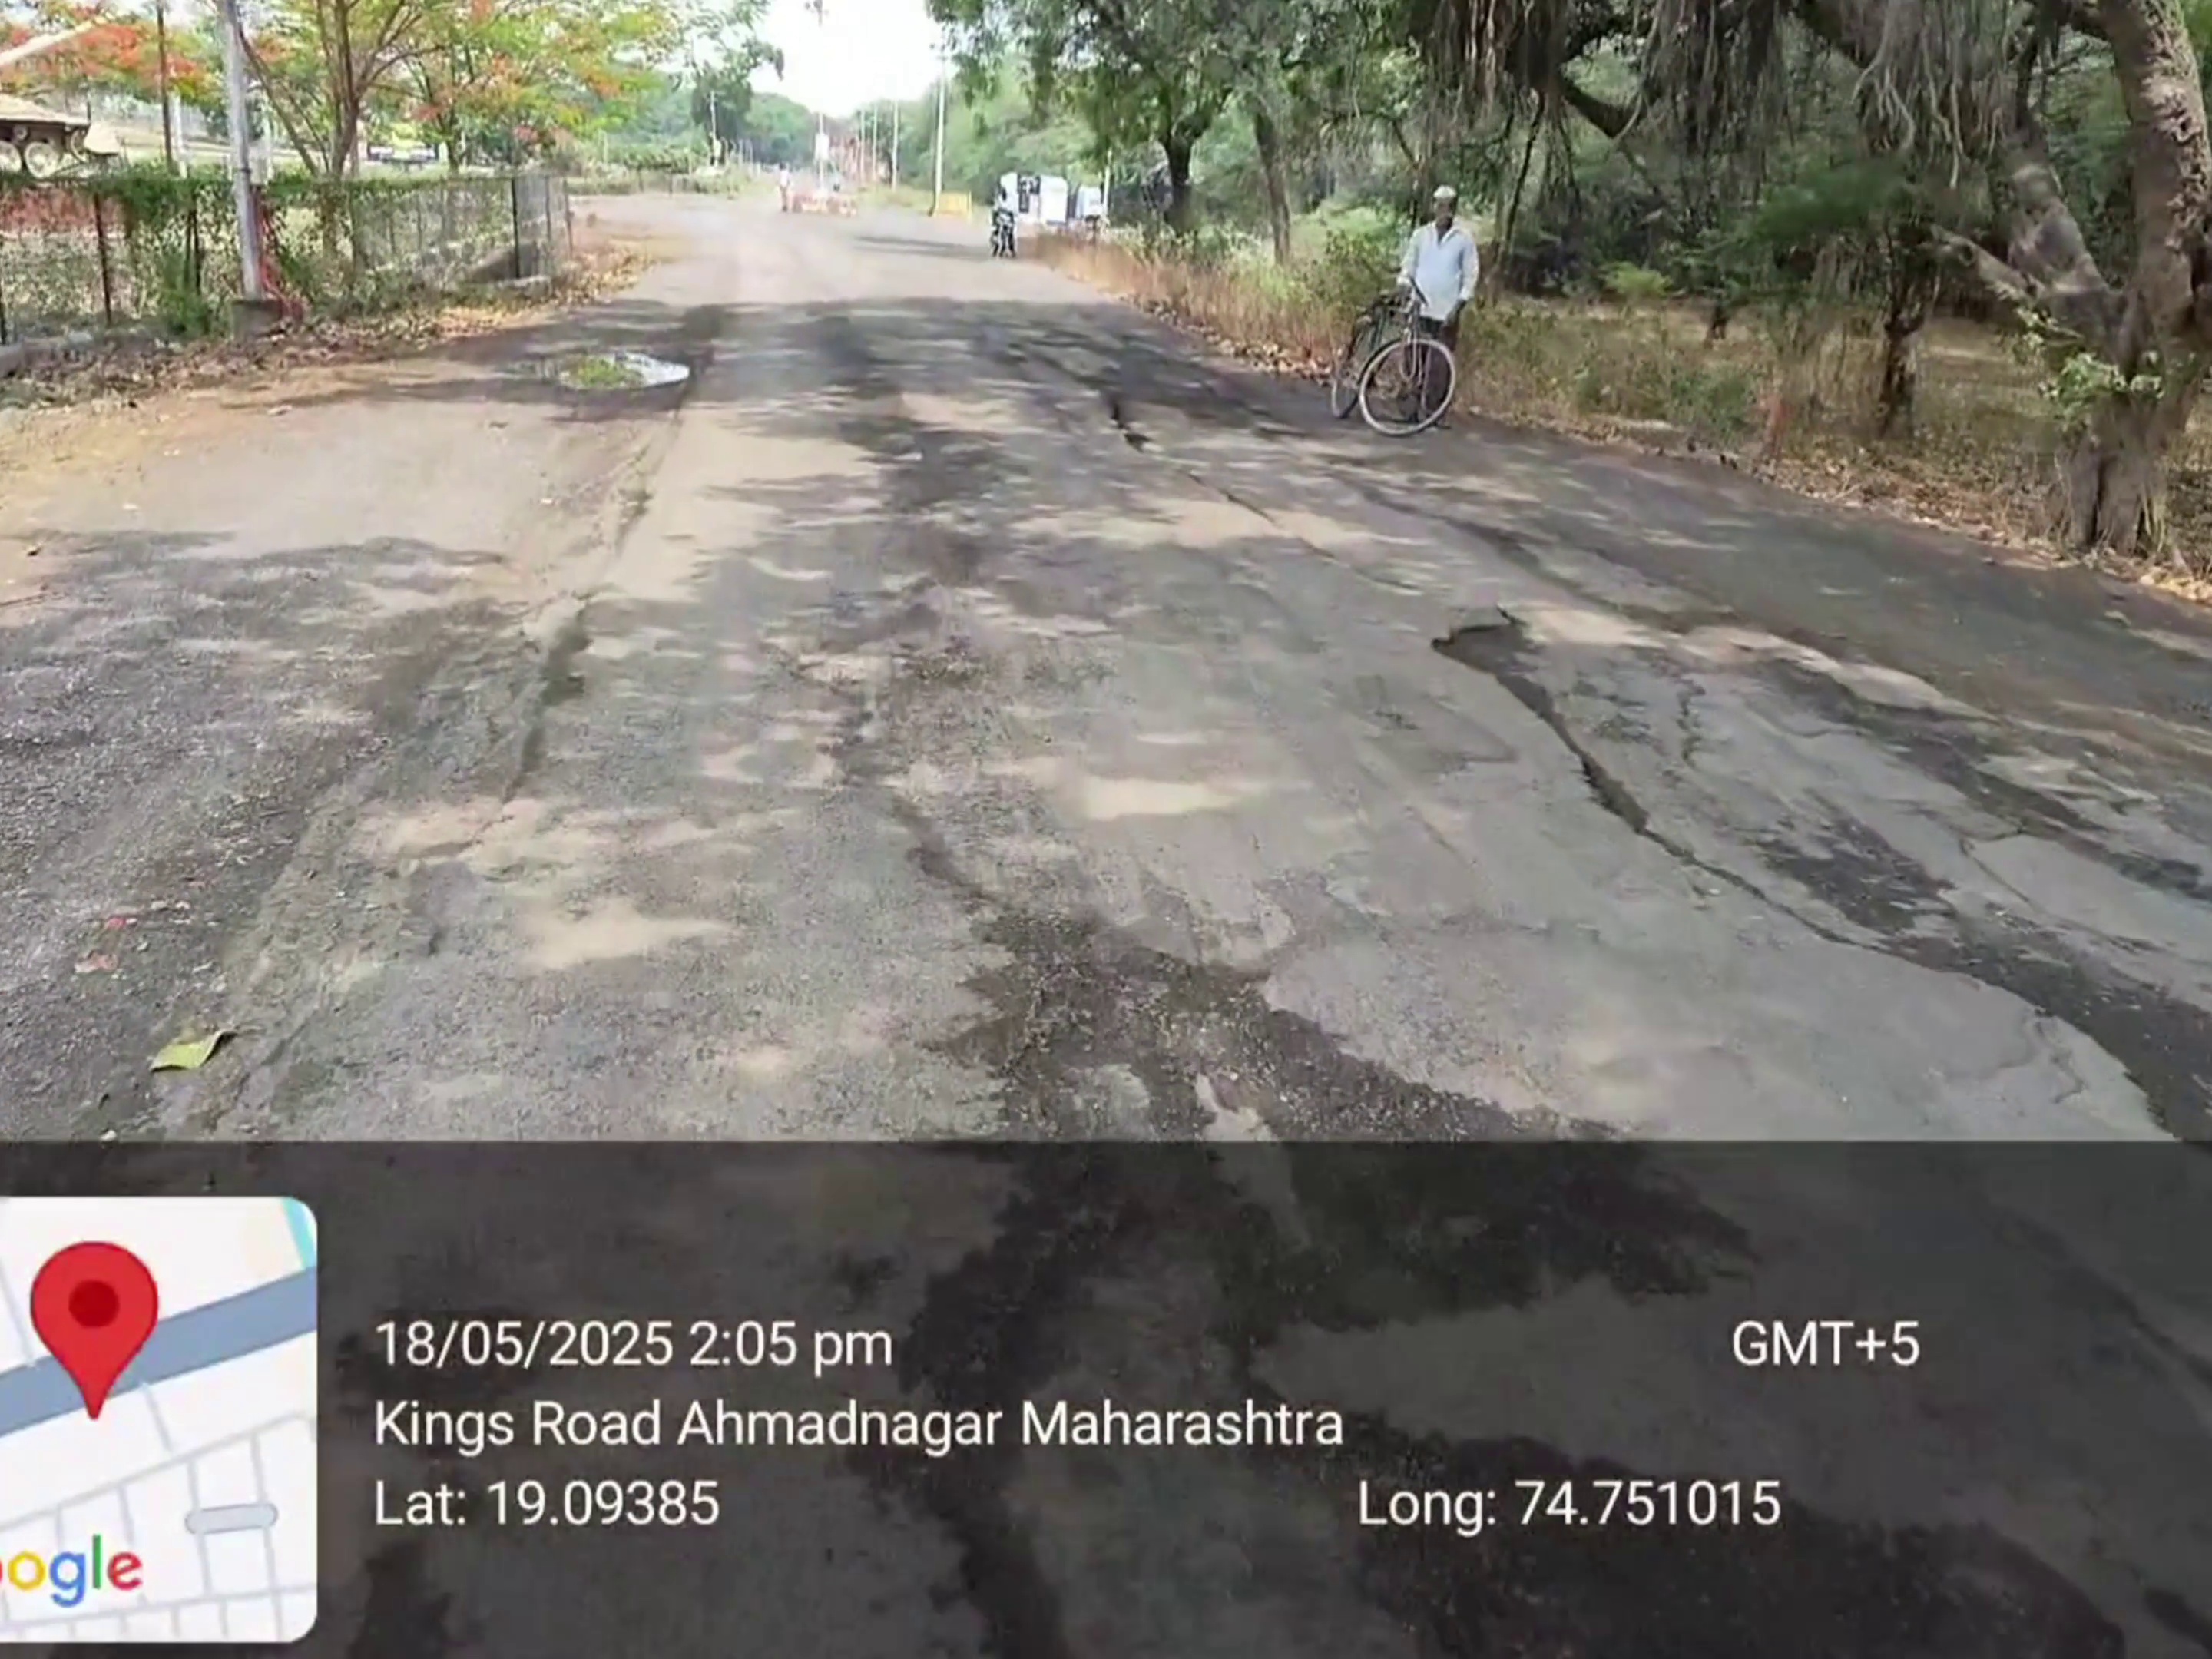 18/05/2025 2:05 pm GMT+5
Kings Road Ahmadnagar Maharashtra
Lat: 19.09385 Long: 74.751015
oogle